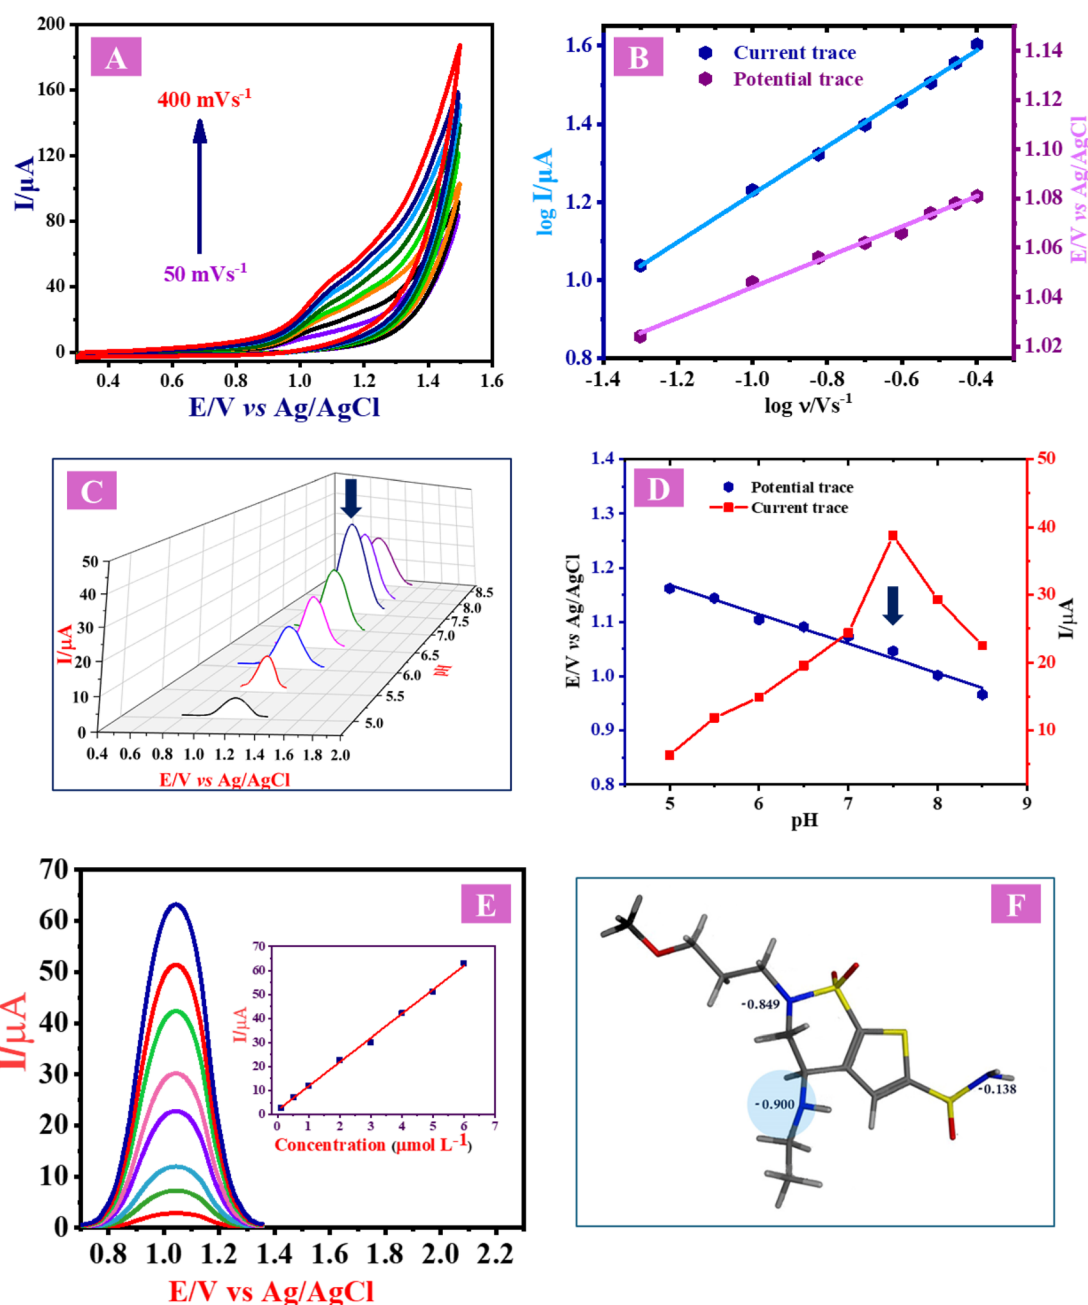 A
200
160
120
80
40
0
I/μA
400 mVs-1
50 mVs-1
0.4 0.6 0.8 1.0 1.2 1.4 1.6
E/V vs Ag/AgCl
B
Current trace
Potential trace
1.6
1.4
1.2
1.0
0.8
log I/μA
1.14
1.12
1.10
1.08
1.06
1.04
1.02
E/V vs Ag/AgCl
-1.4 -1.2 -1.0 -0.8 -0.6 -0.4
log ν/Vs-1
C
50
40
30
20
10
0
I/μA
0.4 0.6 0.8 1.0 1.2 1.4 1.6 1.8 2.0
E/V vs Ag/AgCl
8.5
8.0
7.5
7.0
6.5
6.0
5.5
5.0
pH
D
Potential trace
Current trace
1.4
1.3
1.2
1.1
1.0
0.9
0.8
E/V vs Ag/AgCl
50
40
30
20
10
I/μA
5 6 7 8 9
pH
E
70
60
50
40
30
20
10
0
I/μA
0.8 1.0 1.2 1.4 1.6 1.8 2.0 2.2
E/V vs Ag/AgCl
70
60
50
40
30
20
10
0
I/μA
0 1 2 3 4 5 6 7
Concentration (μmol L-1)
F
-0.849
-0.900
-0.138